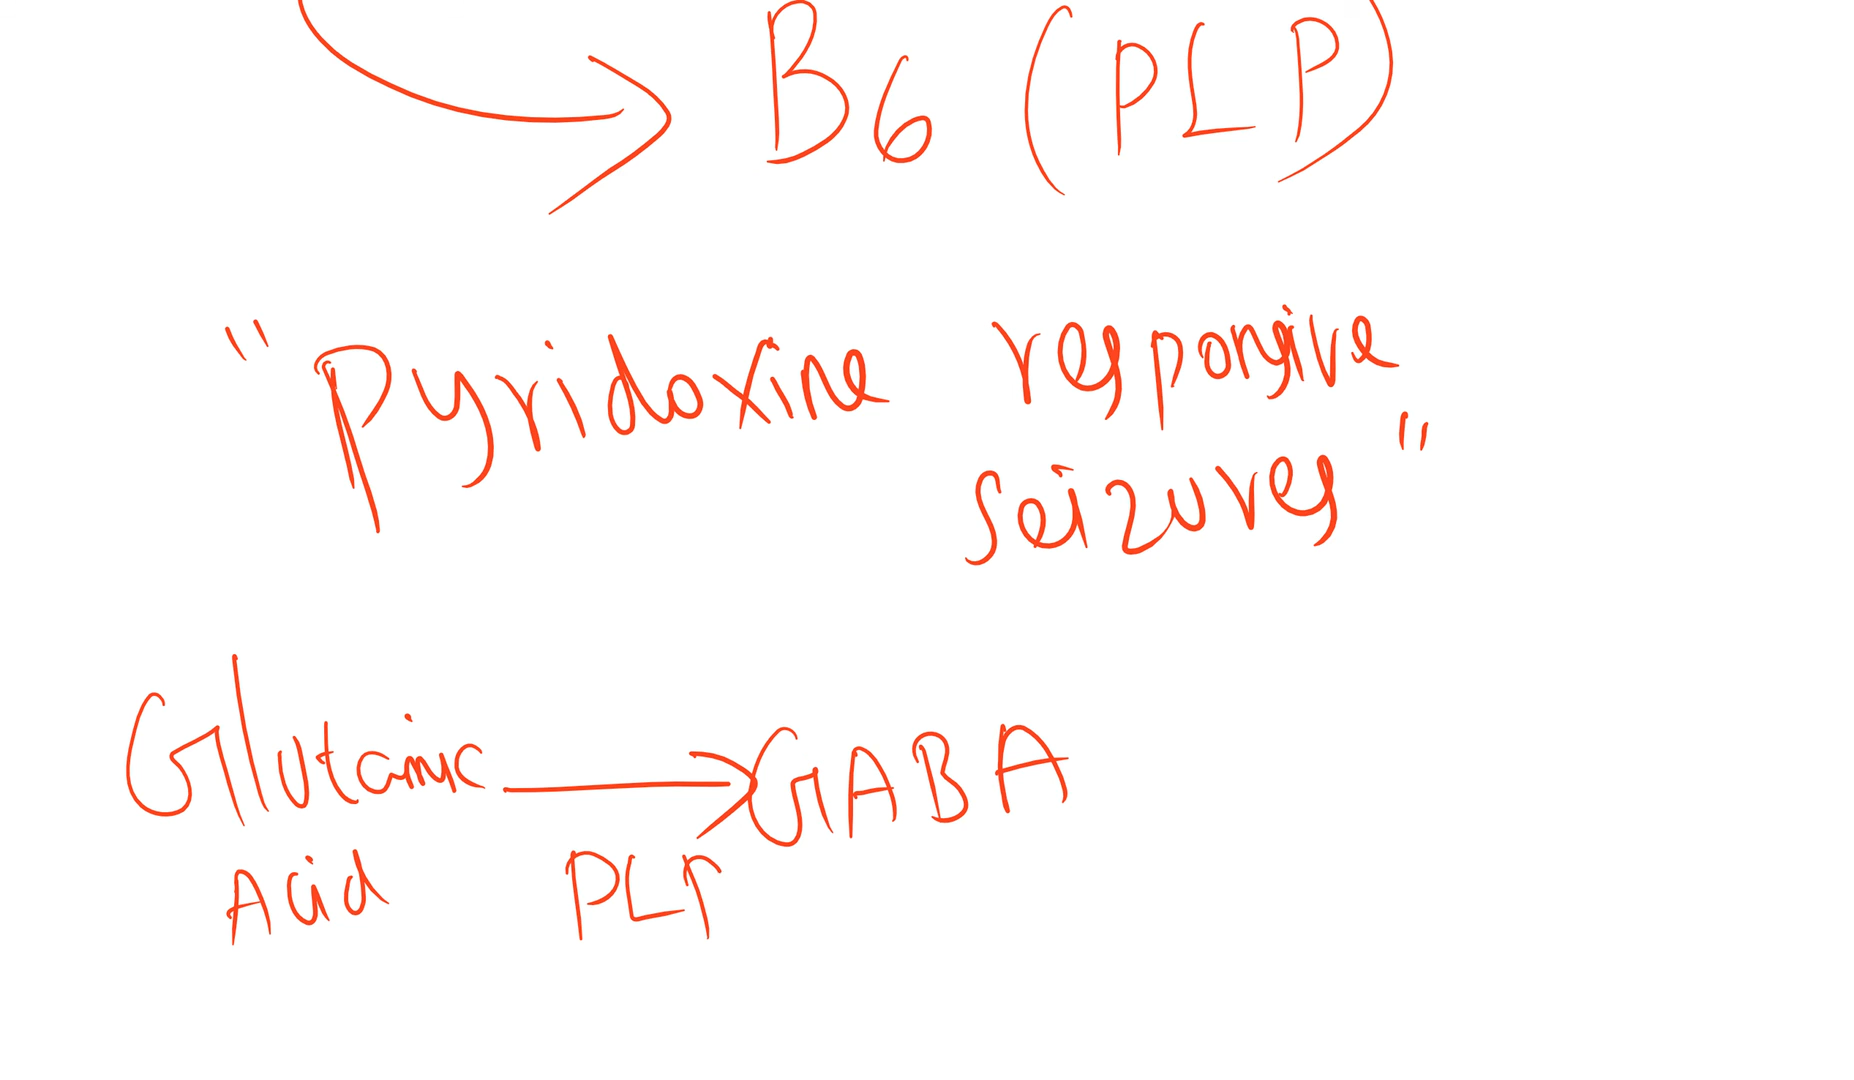 B6 (PLP)
"Pyridoxine responsive
seizures"
Glutamic → GABA
Acid PLP